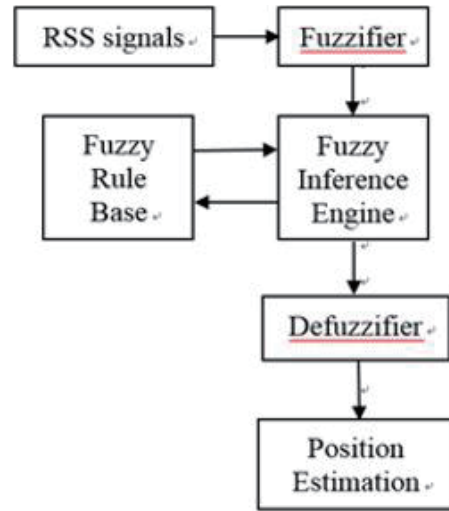 RSS signals
Fuzzifier
Fuzzy
Rule
Base
Fuzzy
Inference
Engine
Defuzzifier
Position
Estimation